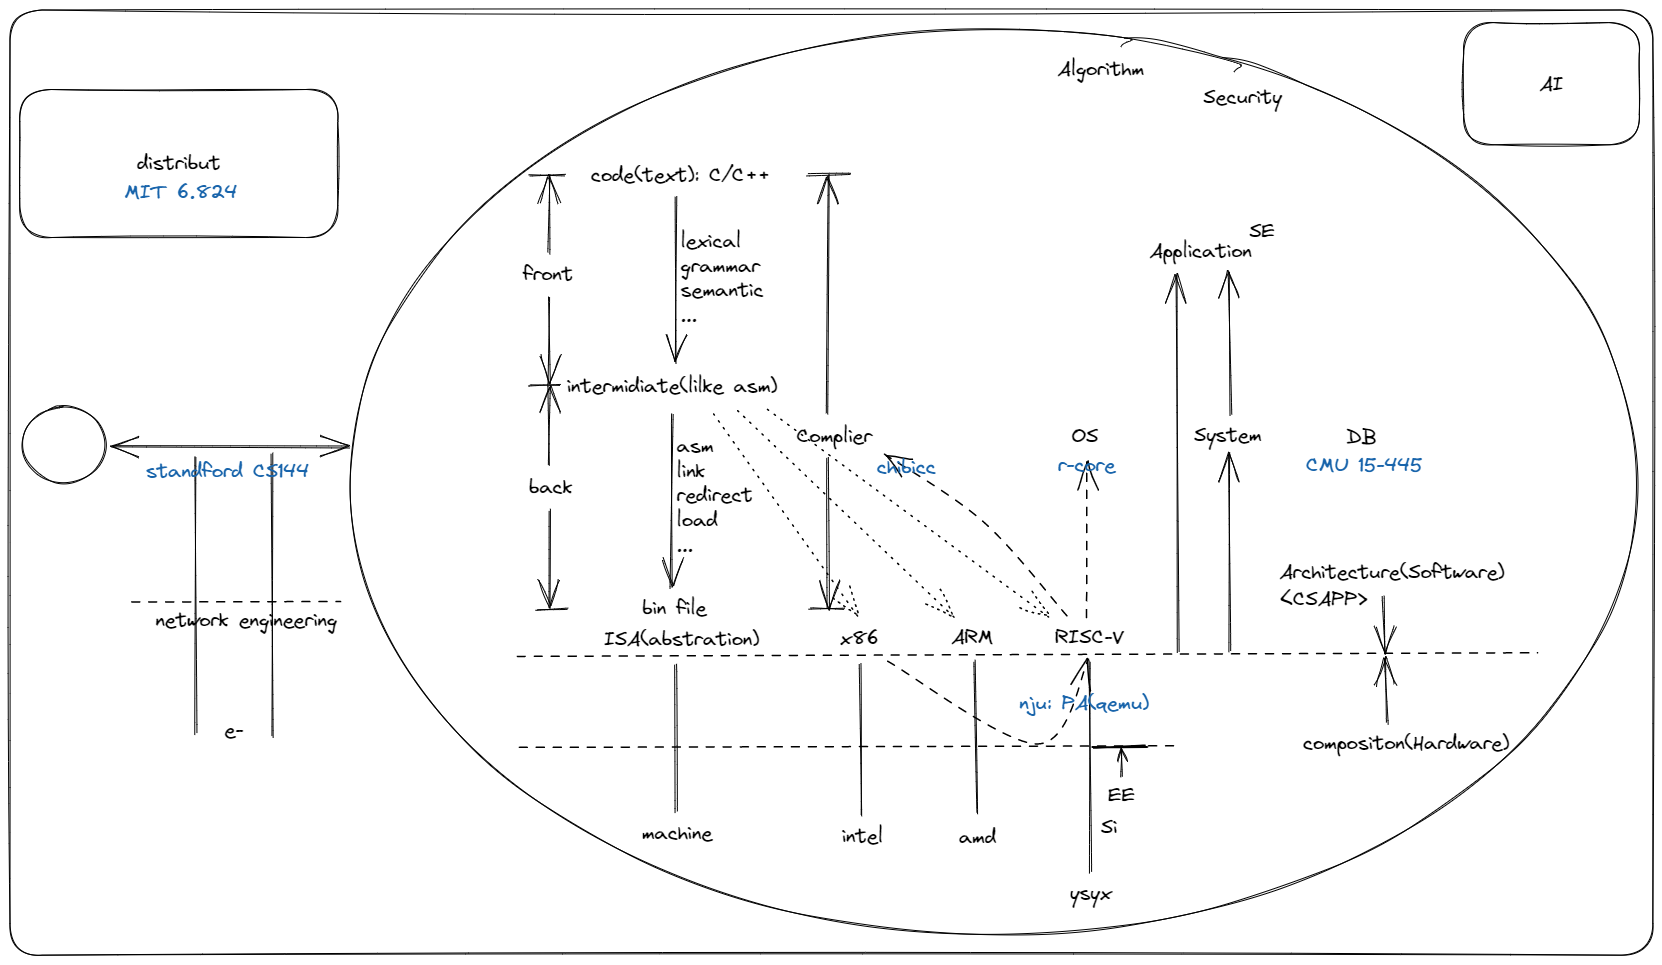 Algorithm
Security
AI
distribut
MIT 6.824
code(text): C/C++
lexical
grammar
semantic
...
front
SE
Application
intermidiate(lilke asm)
asm
link
redirect
load
...
back
Complier
chibicc
OS
r-core
System
DB
CMU 15-445
standford CS144
network engineering
e-
Architecture(Software)
<CSAPP>
bin file
ISA(abstration)
x86
ARM
RISC-V
nju: PA(qemu)
compositon(Hardware)
EE
Si
machine
intel
amd
ysyx